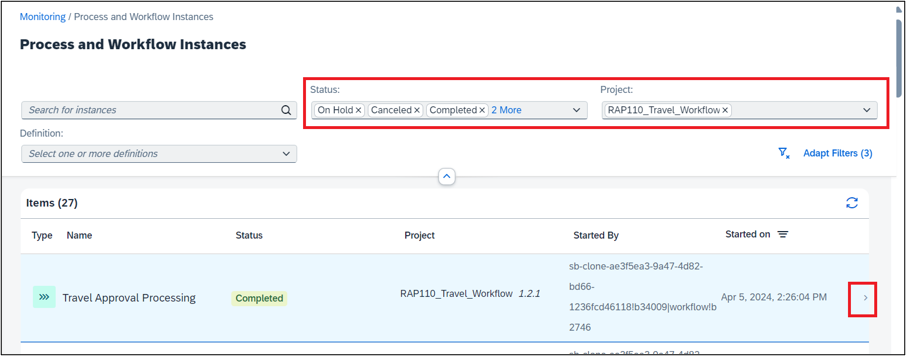 Monitoring / Process and Workflow Instances
Process and Workflow Instances
Status:
Project:
Search for instances
On Hold × Canceled × Completed × 2 More
RAP110_Travel_Workflow ×
Definition:
Select one or more definitions
Adapt Filters (3)
Items (27)
Type Name Status Project Started By Started on
Travel Approval Processing
Completed
RAP110_Travel_Workflow 1.2.1
sb-clone-ae3f5ea3-9a47-4d82-
bd66-
1236fcd46118!b34009|workflow!b
2746
Apr 5, 2024, 2:26:04 PM
sb-clone-ae3f5ea3-9a47-4d82-